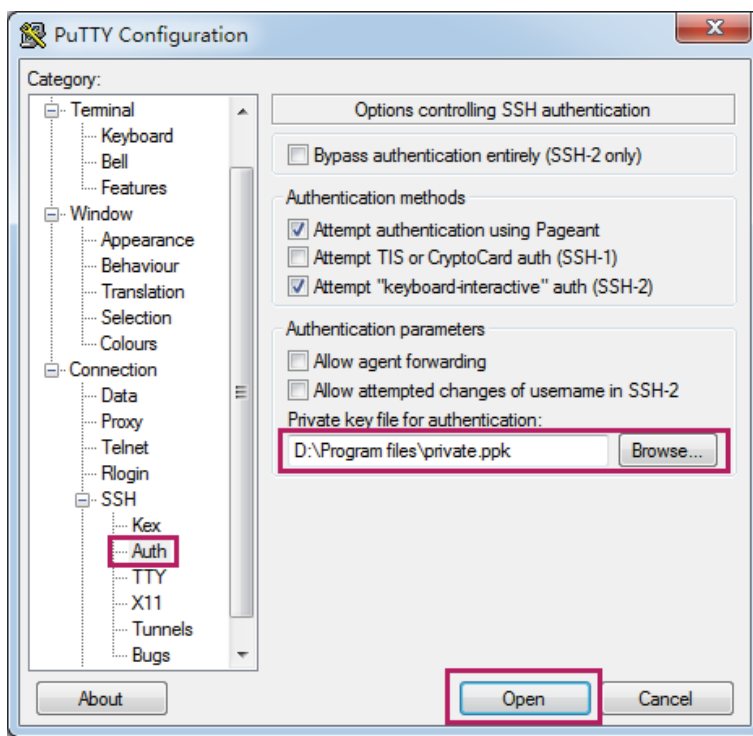 PuTTY Configuration
Category:
Terminal
Keyboard
Bell
Features
Window
Appearance
Behaviour
Translation
Selection
Colours
Connection
Data
Proxy
Telnet
Rlogin
SSH
Kex
Auth
TTY
X11
Tunnels
Bugs
Options controlling SSH authentication
Bypass authentication entirely (SSH-2 only)
Authentication methods
Attempt authentication using Pageant
Attempt TIS or CryptoCard auth (SSH-1)
Attempt "keyboard-interactive" auth (SSH-2)
Authentication parameters
Allow agent forwarding
Allow attempted changes of username in SSH-2
Private key file for authentication:
D:\Program files\private.ppk
Browse...
About
Open
Cancel